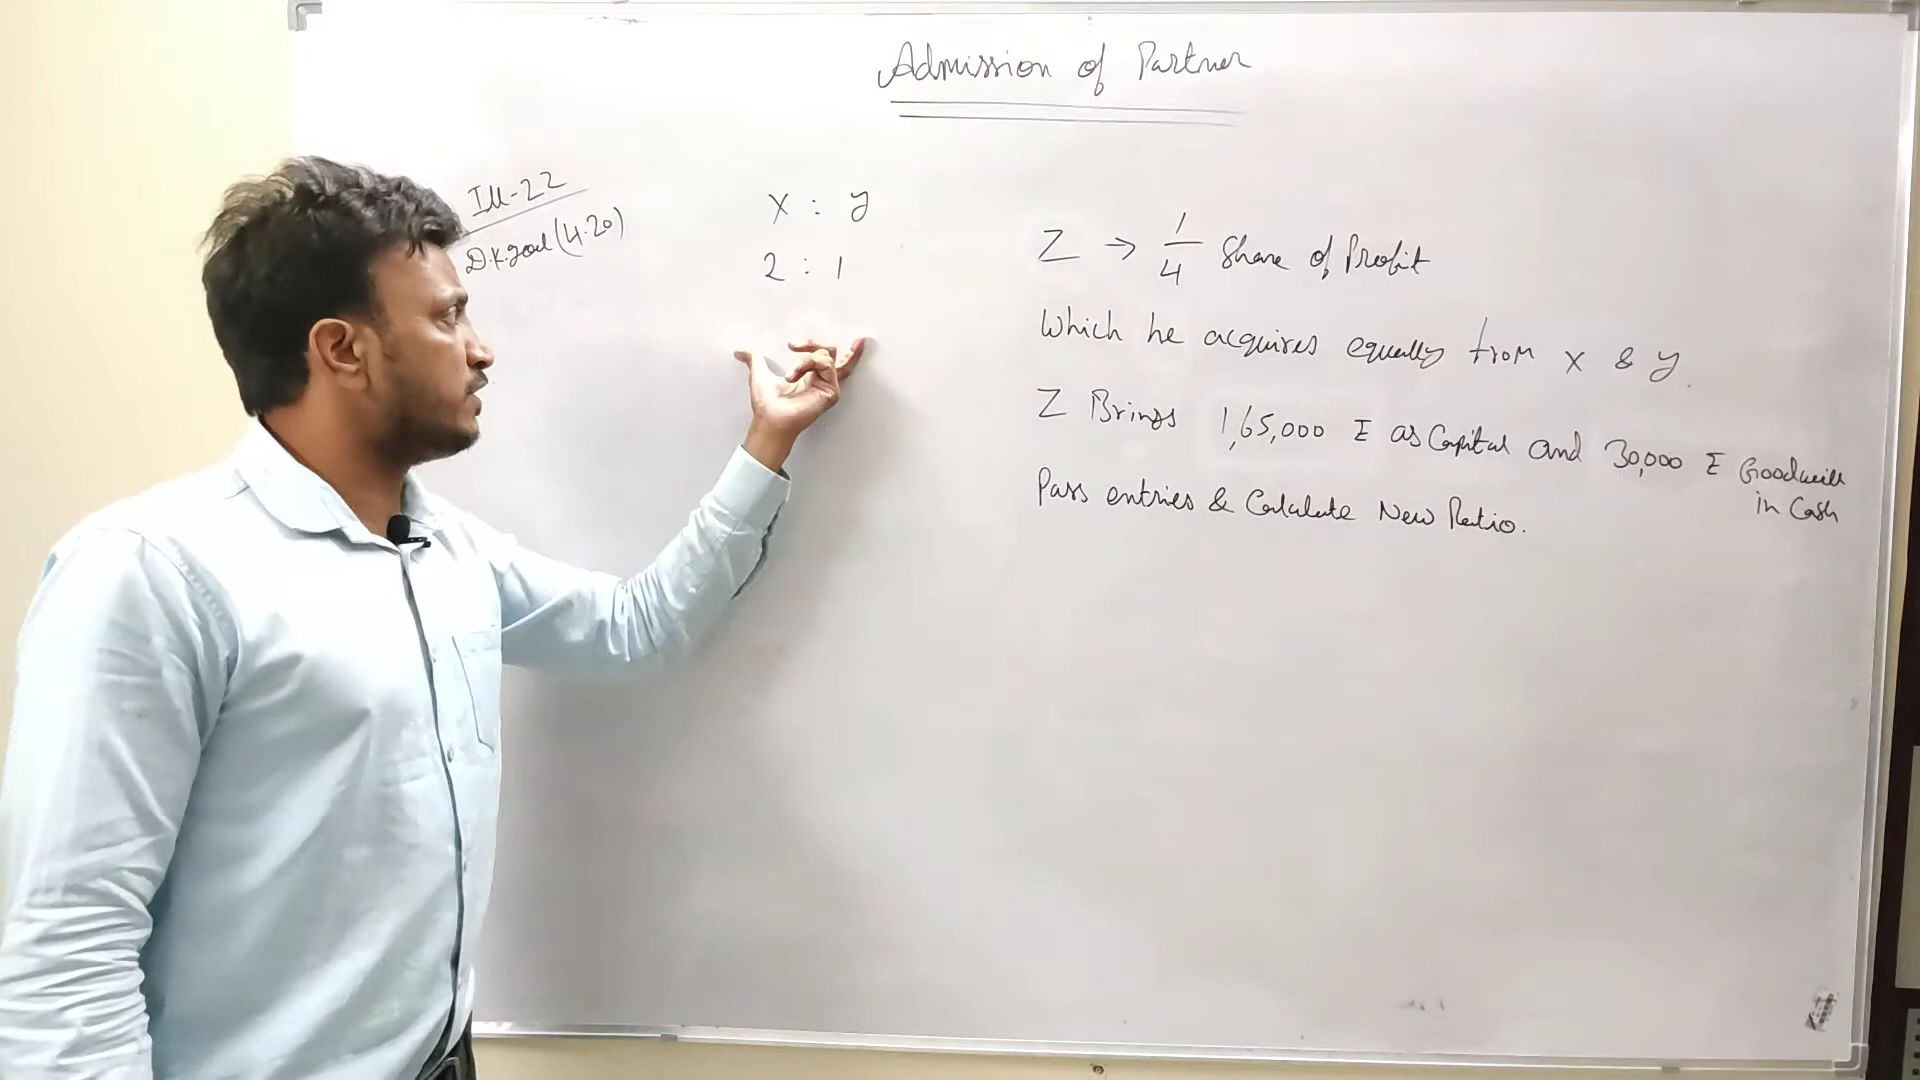 Admission of Partner
Ill-22
D.K.goal (4.20)
X : Y
2 : 1
Z → 1/4 Share of Profit
Which he acquires equally from X & Y.
Z Brings 1,65,000 ₹ as Capital and 30,000 ₹ Goodwill
in Cash
Pass entries & Calculate New Ratio.